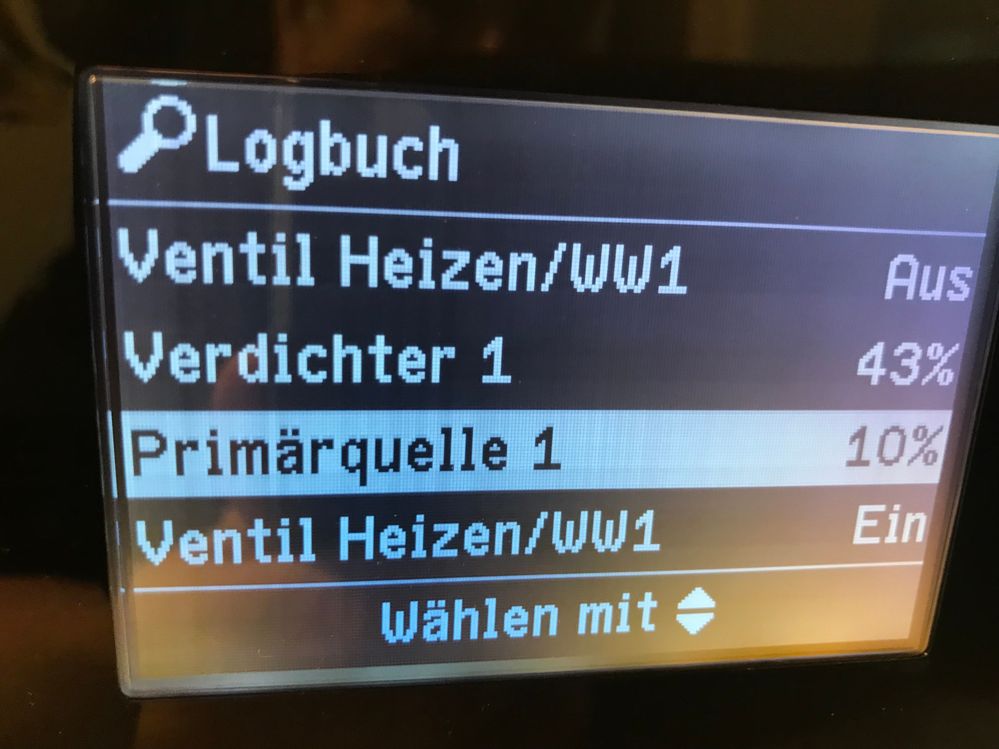 Logbuch
Ventil Heizen/WW1 Aus
Verdichter 1 43%
Primärquelle 1 10%
Ventil Heizen/WW1 Ein
Wählen mit